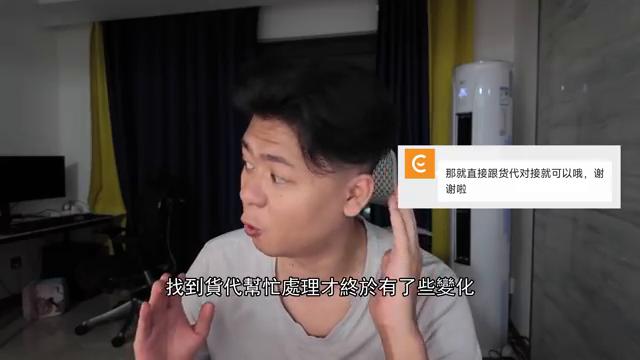 那就直接跟货代对接就可以哦，谢
谢啦
找到貨代幫忙處理才終於有了些變化